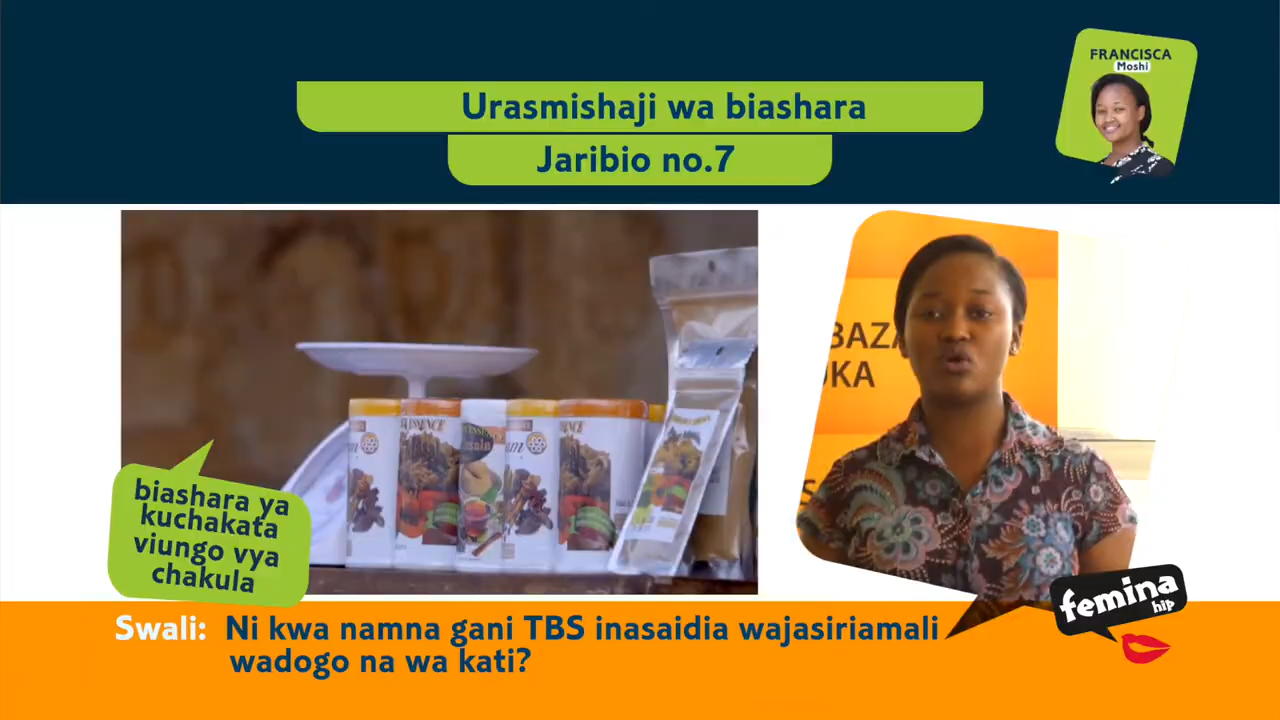 FRANCISCA
Moshi
Urasmishaji wa biashara
Jaribio no.7
biashara ya
kuchakata
viungo vya
chakula
Swali: Ni kwa namna gani TBS inasaidia wajasiriamali
wadogo na wa kati?
femina
hip